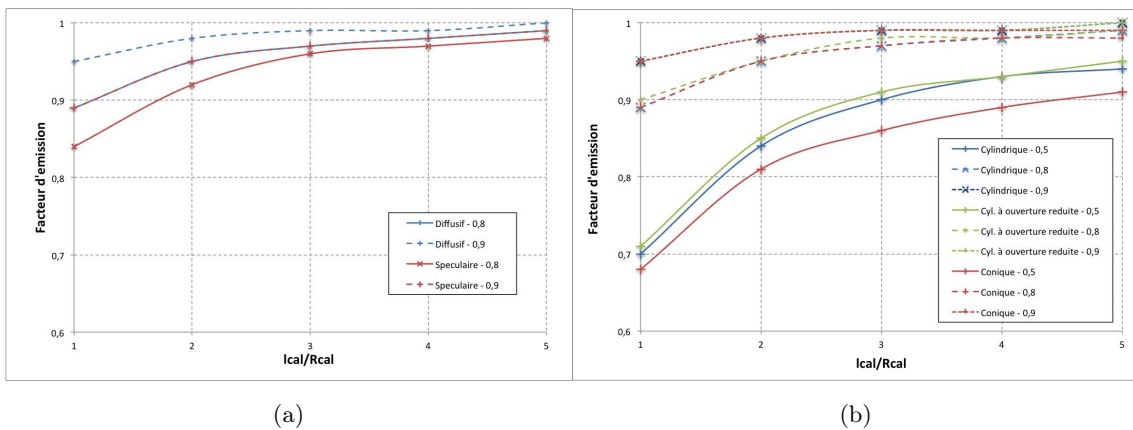 1
0,9
0,8
0,7
0,6
Facteur d'emission
1
2
3
4
5
lcal/Rcal
Diffusif - 0,8
Diffusif - 0,9
Speculaire - 0,8
Speculaire - 0,9
(a)
1
0,9
0,8
0,7
0,6
Facteur d'emission
1
2
3
4
5
lcal/Rcal
Cylindrique - 0,5
Cylindrique - 0,8
Cylindrique - 0,9
Cyl. à ouverture reduite - 0,5
Cyl. à ouverture reduite - 0,8
Cyl. à ouverture reduite - 0,9
Conique - 0,5
Conique - 0,8
Conique - 0,9
(b)